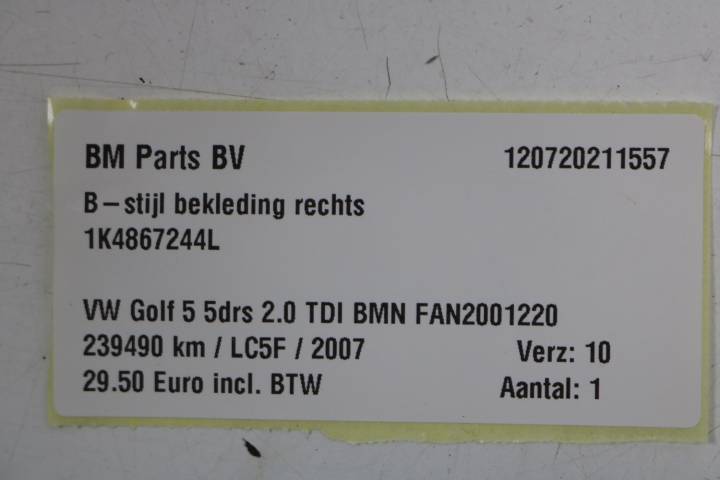 BM Parts BV 120720211557
B-stijl bekleding rechts
1K4867244L
VW Golf 5 5drs 2.0 TDI BMN FAN2001220
239490 km / LC5F / 2007 Verz: 10
29.50 Euro incl. BTW Aantal: 1